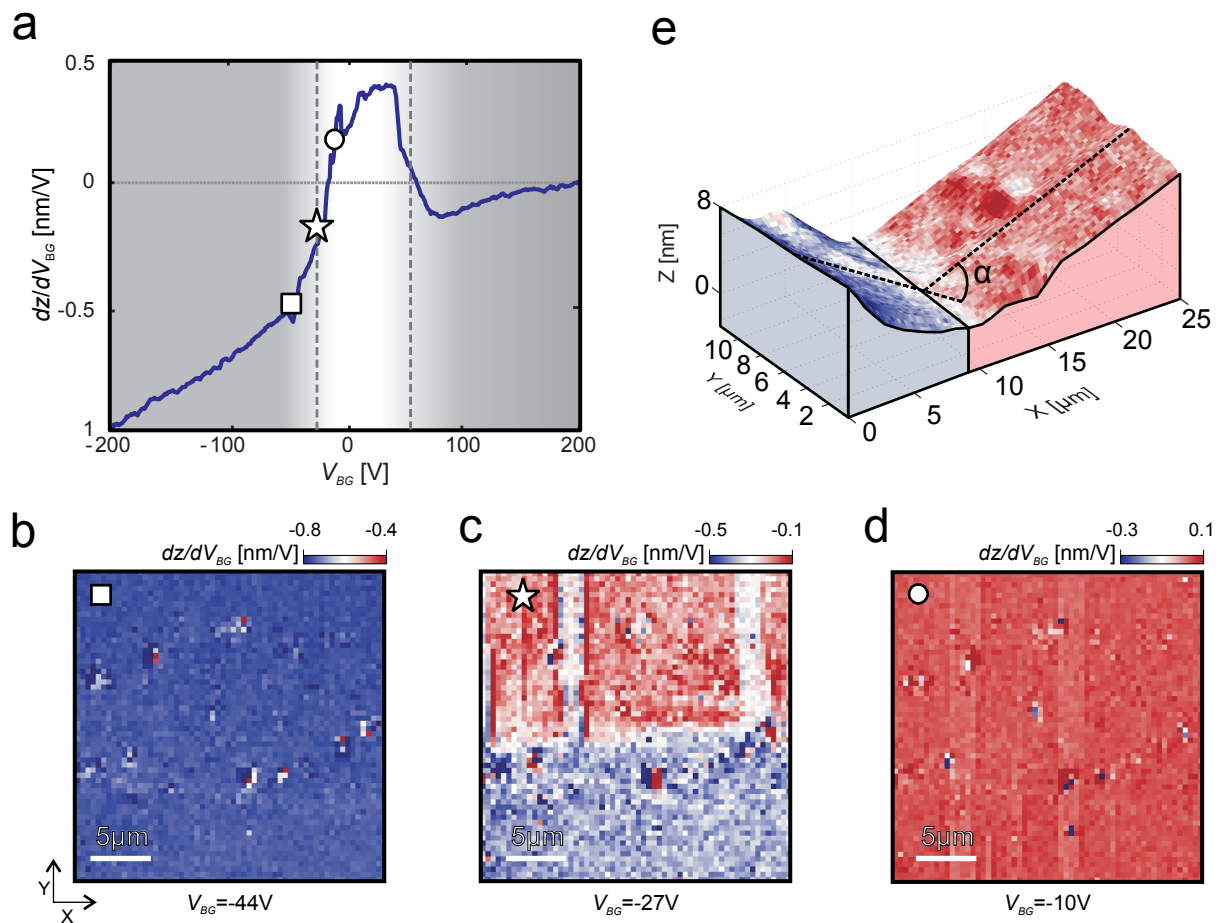 a
0.5
0
-0.5
1
dz/dV_BG [nm/V]
-200
-100
0
100
200
V_BG [V]
e
8
0
Z [nm]
α
10
8
6
4
2
Y [µm]
0
5
10
15
20
25
X [µm]
b
-0.8
-0.4
dz/dV_BG [nm/V]
5µm
Y
X
V_BG=-44V
c
-0.5
-0.1
dz/dV_BG [nm/V]
5µm
V_BG=-27V
d
-0.3
0.1
dz/dV_BG [nm/V]
5µm
V_BG=-10V